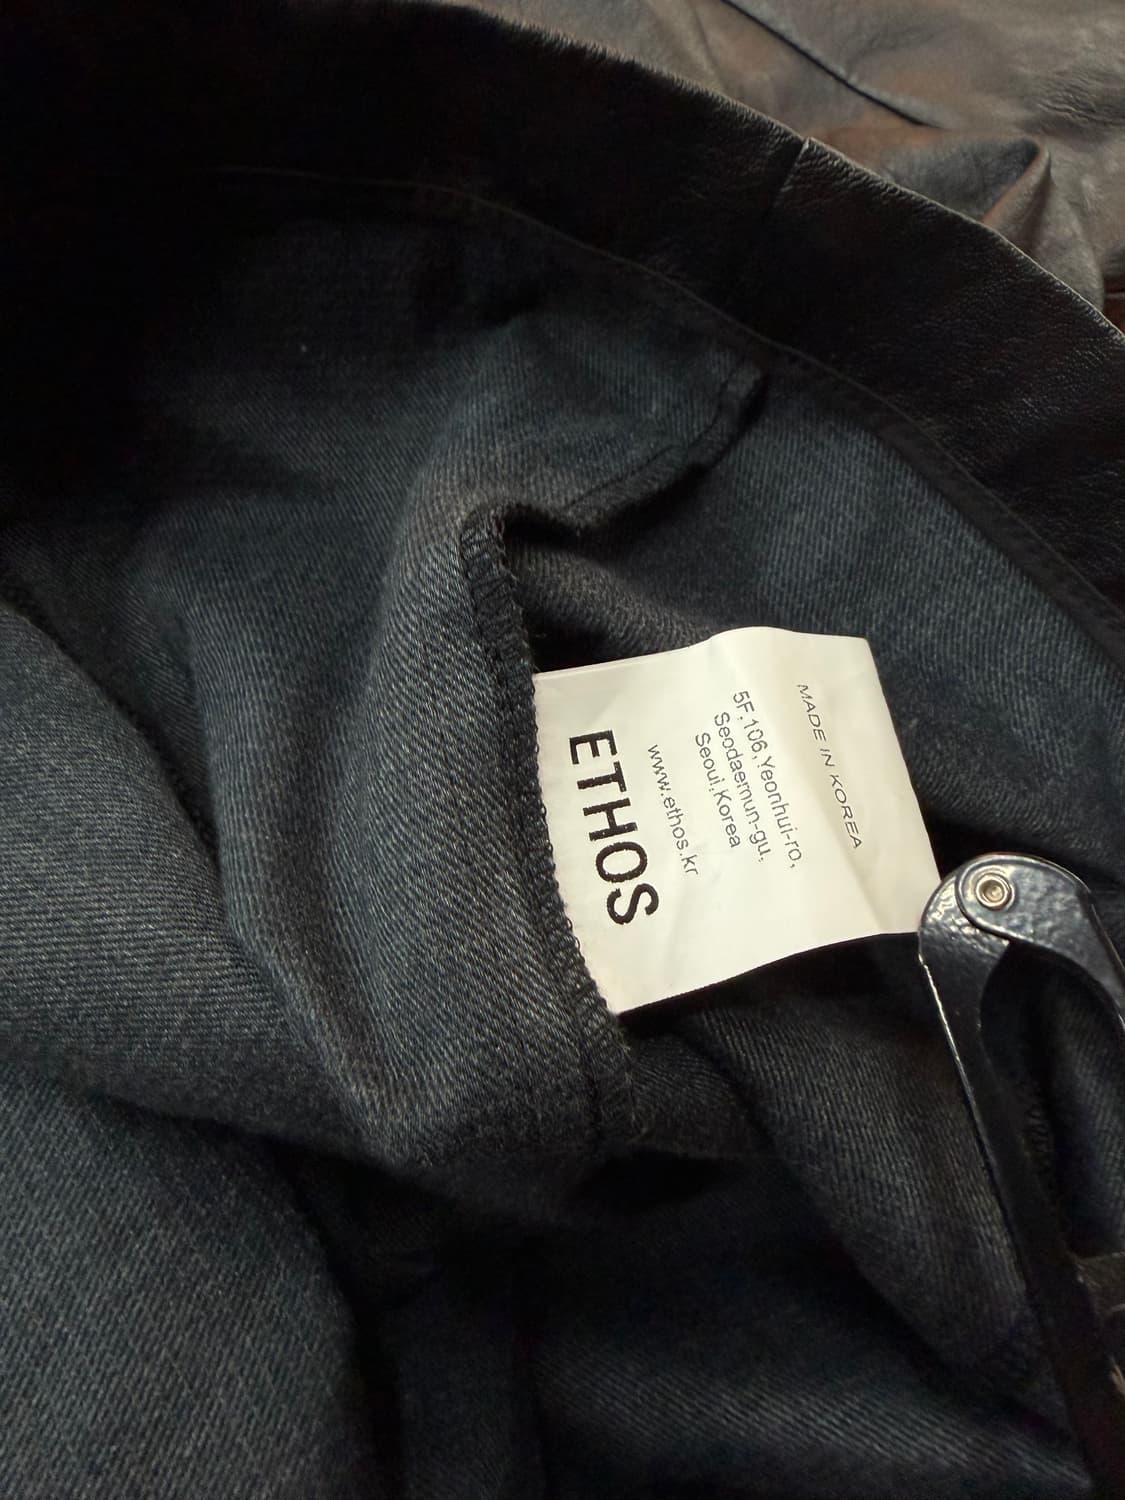 ETHOS
www.ethos.kr
5F,106,Yeonhui-ro,
Seodaemun-gu,
Seoul,Korea
MADE IN KOREA